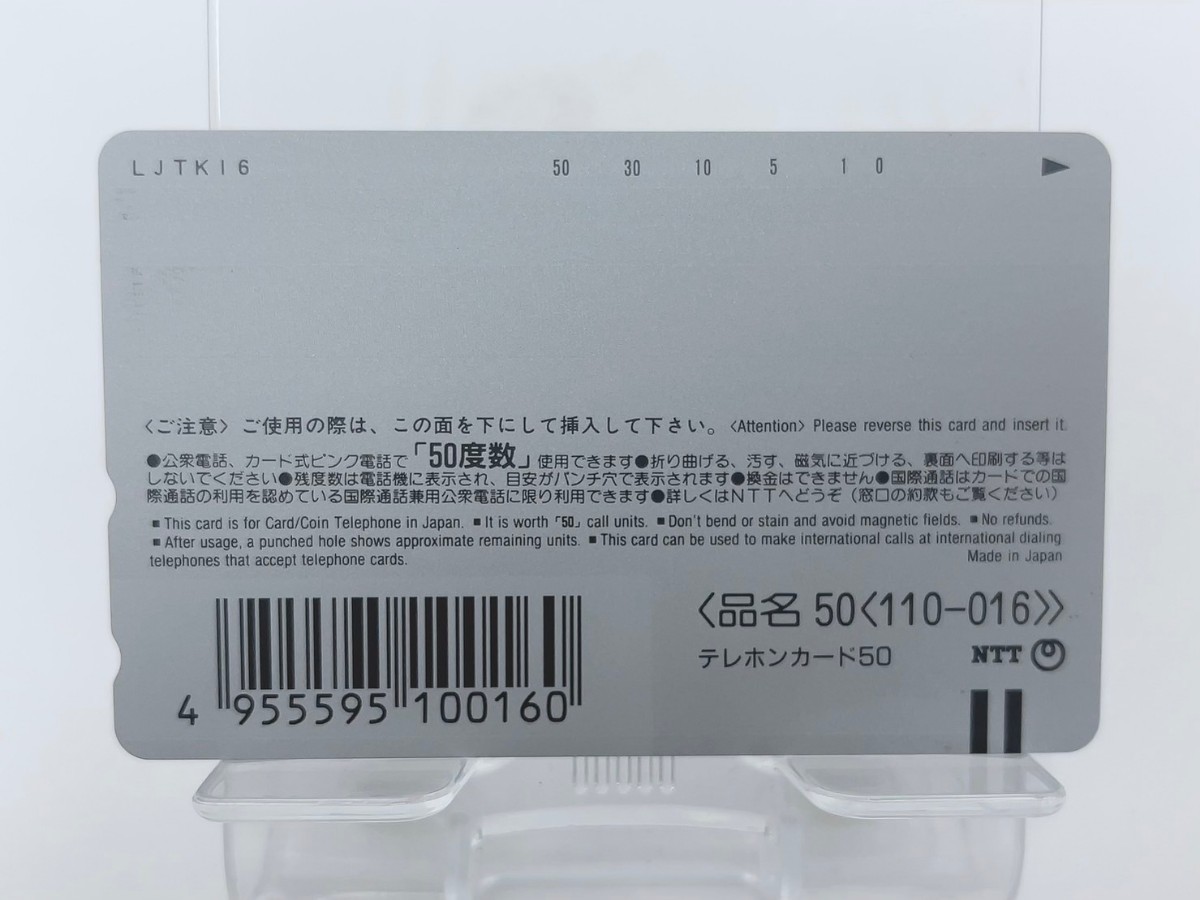 LJTKI6 50 30 10 5 1 0
〈ご注意〉ご使用の際は、この面を下にして挿入して下さい。〈Attention〉Please reverse this card and insert it.
●公衆電話、カード式ピンク電話で「50度数」使用できます●折り曲げる、汚す、磁気に近づける、裏面へ印刷する等は
しないでください●残度数は電話機に表示され、目安がパンチ穴で表示されます●換金はできません●国際通話はカードでの国
際通話の利用を認めている国際通話兼用公衆電話に限り利用できます●詳しくはNTTへどうぞ(窓口の約款もご覧ください)
■This card is for Card/Coin Telephone in Japan. ■It is worth「50」call units. ■Don't bend or stain and avoid magnetic fields. ■No refunds.
■After usage, a punched hole shows approximate remaining units. ■This card can be used to make international calls at international dialing
telephones that accept telephone cards. Made in Japan
〈品名 50〈110-016〉〉
テレホンカード50 NTT
4 955595 100160